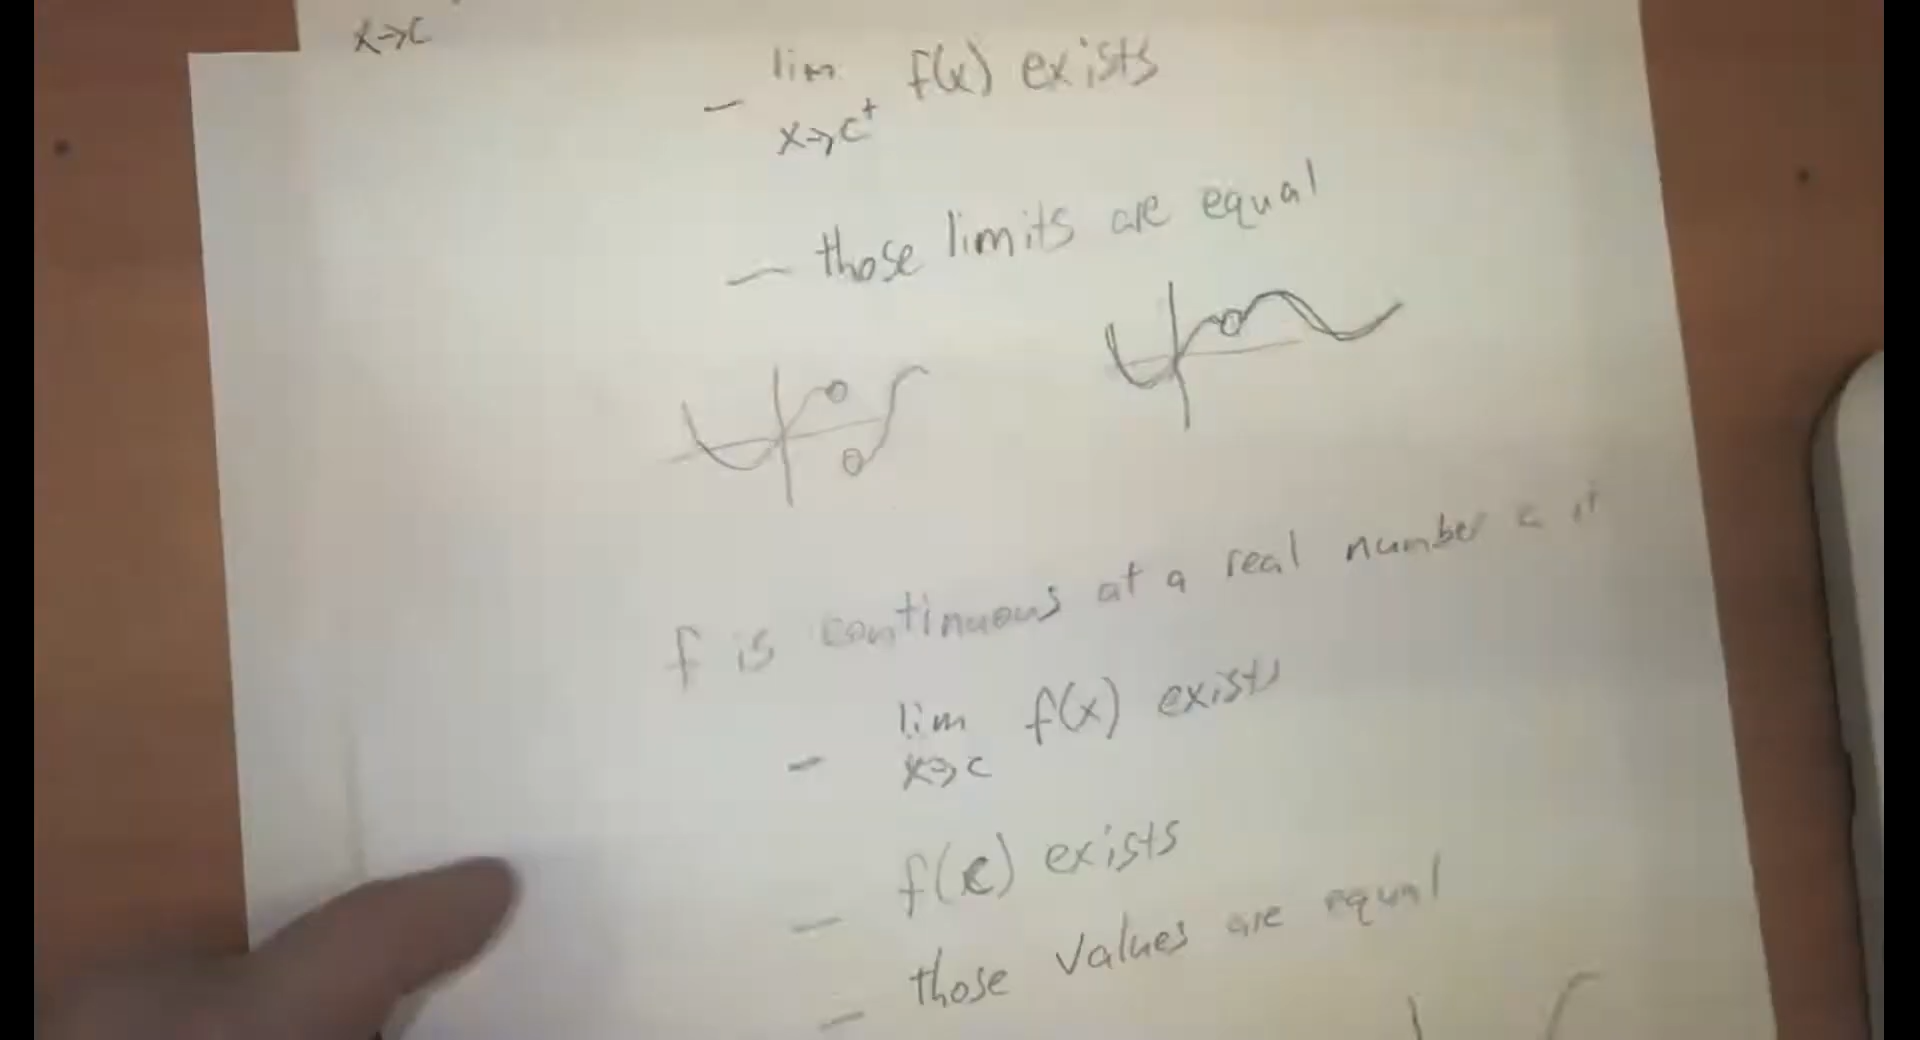 x→c
- lim f(x) exists
x→c⁺
- those limits are equal
f is continuous at a real number c if
- lim f(x) exists
x→c
- f(c) exists
- those values are equal